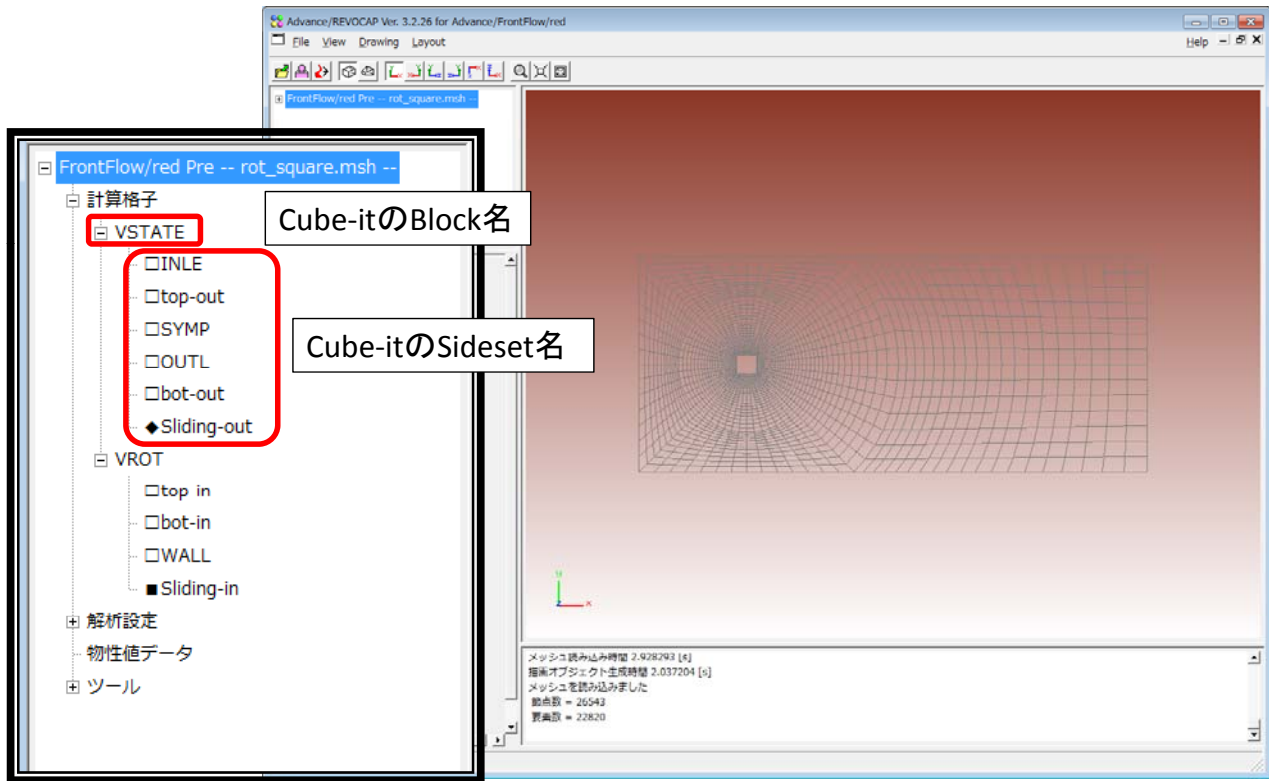 Advance/REVOCAP Ver. 3.2.26 for Advance/FrontFlow/red
File View Drawing Layout Help
FrontFlow/red Pre -- rot_square.msh --
FrontFlow/red Pre -- rot_square.msh --
計算格子
VSTATE
□INLE
□top-out
□SYMP
□OUTL
□bot-out
◆Sliding-out
VROT
□top in
□bot-in
□WALL
■Sliding-in
解析設定
物性値データ
ツール
Cube-itのBlock名
Cube-itのSideset名
y
x
メッシュ読み込み時間 2.928293 [s]
描画オブジェクト生成時間 2.037204 [s]
メッシュを読み込みました
節点数 = 26543
要素数 = 22820